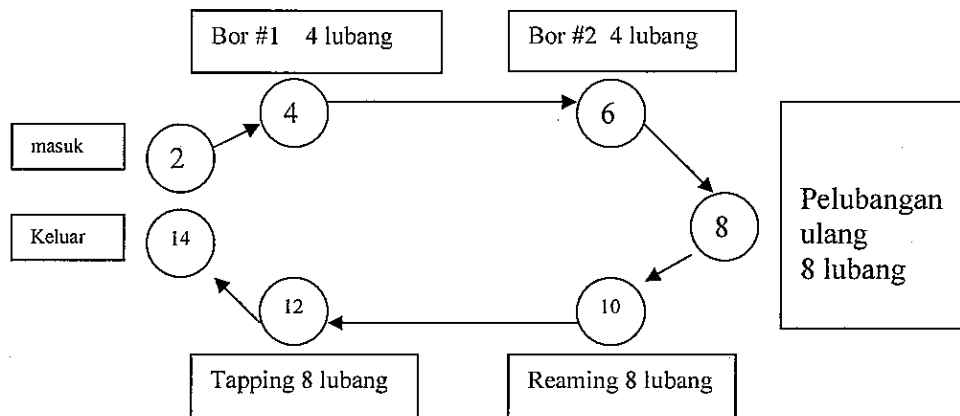 Bor #1 4 lubang
Bor #2 4 lubang
4
6
masuk
2
Pelubangan
ulang
8 lubang
8
Keluar
14
12
10
Tapping 8 lubang
Reaming 8 lubang